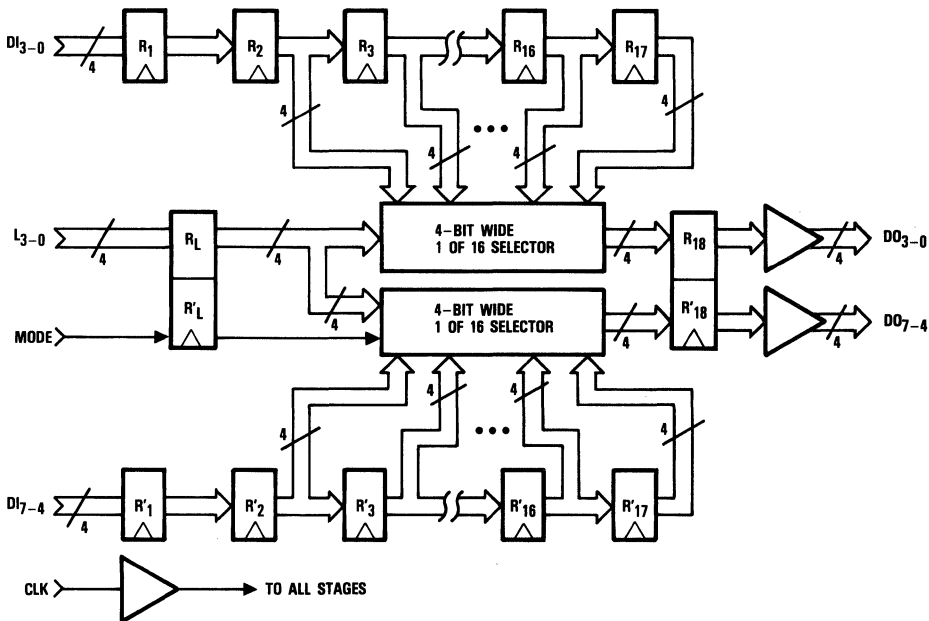 DI3-0
4
R1
R2
R3
R16
R17
4
4
4
4
L3-0
4
RL
4
4-BIT WIDE
1 OF 16 SELECTOR
4
R18
4
DO3-0
R'L
4
4-BIT WIDE
1 OF 16 SELECTOR
4
R'18
4
DO7-4
MODE
4
4
4
4
DI7-4
4
R'1
R'2
R'3
R'16
R'17
CLK
TO ALL STAGES